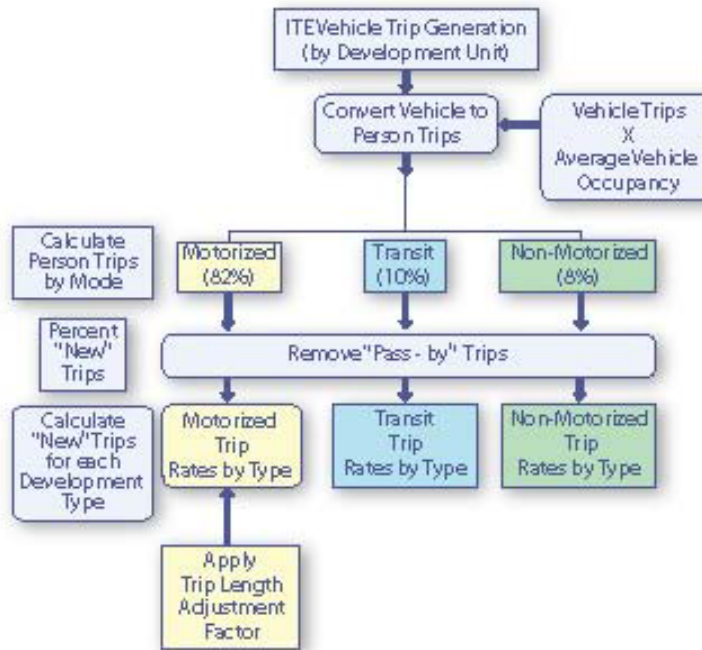 ITE Vehicle Trip Generation
(by Development Unit)
Convert Vehicle to
Person Trips
Vehicle Trips
X
Average Vehicle
Occupancy
Calculate
Person Trips
by Mode
Motorized
(82%)
Transit
(10%)
Non-Motorized
(8%)
Percent
"New"
Trips
Remove "Pass - by" Trips
Calculate
"New" Trips
for each
Development
Type
Motorized
Trip
Rates by Type
Transit
Trip
Rates by Type
Non-Motorized
Trip
Rates by Type
Apply
Trip Length
Adjustment
Factor